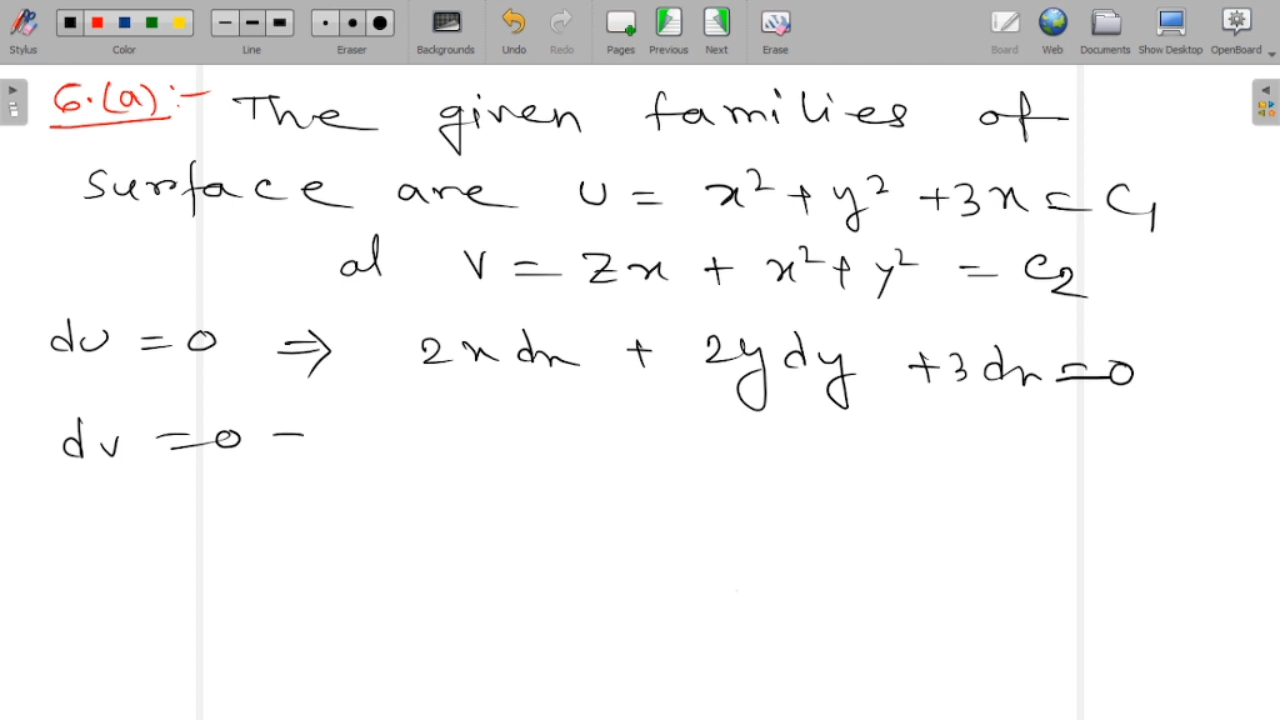 Stylus Color Line Eraser Backgrounds Undo Redo Pages Previous Next Erase Board Web Documents Show Desktop OpenBoard
6.(a):- The given families of
surface are u = x² + y² + 3x = C₁
al v = zx + x² + y² = C₂
du = 0 ⇒ 2x dx + 2y dy + 3 dx = 0
dv = 0 –